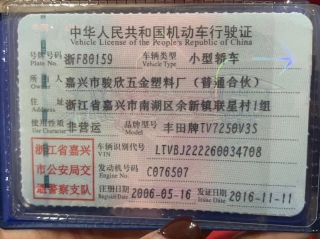 中华人民共和国机动车行驶证
Vehicle License of the People's Republic of China
号牌号码 浙F80159 车辆类型 小型轿车
Plate No. Vehicle Type
所有人 嘉兴市骏欣五金塑料厂（普通合伙）
Owner
住址 浙江省嘉兴市南湖区余新镇联星村1组
Address
使用性质 非营运 品牌型号 丰田牌TV7250V3S
Use Character Model
浙江省嘉兴市公安局交通警察支队
车辆识别代号 LTVBJ222260034708
VIN
发动机号码 C076507
Engine No.
注册日期 2006-05-16 发证日期 2016-11-11
Register Date Issue Date